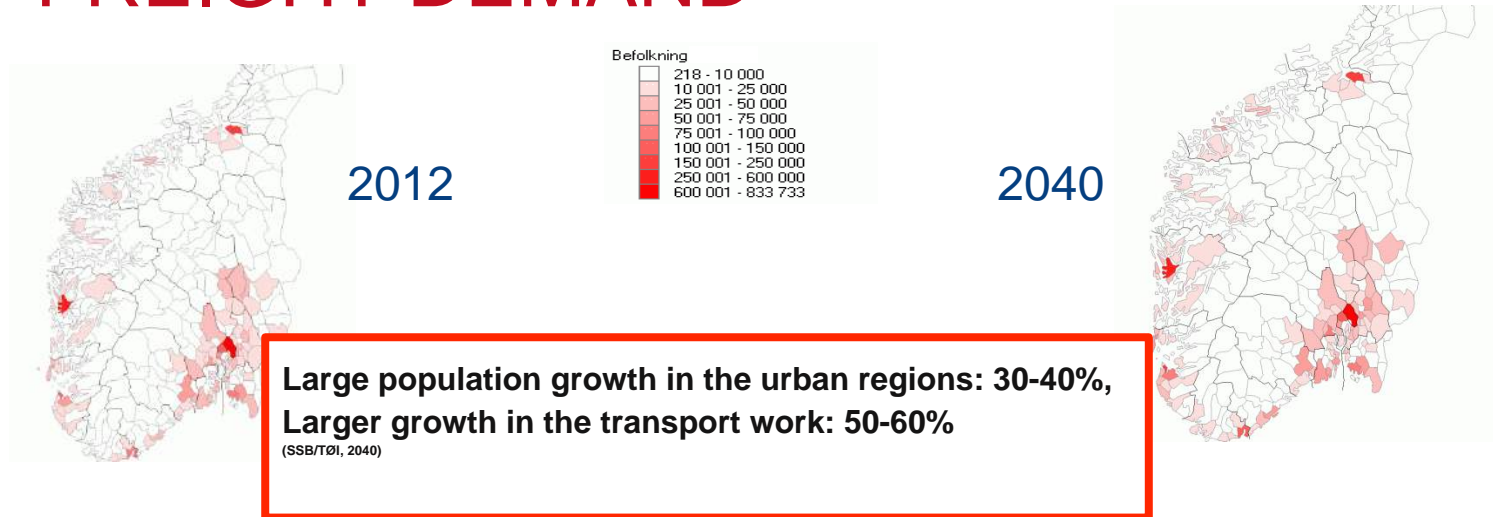 FREIGHT DEMAND
Befolkning
218 - 10 000
10 001 - 25 000
25 001 - 50 000
50 001 - 75 000
75 001 - 100 000
100 001 - 150 000
150 001 - 250 000
250 001 - 600 000
600 001 - 833 733
2012
2040
Large population growth in the urban regions: 30-40%,
Larger growth in the transport work: 50-60%
(SSB/TØI, 2040)